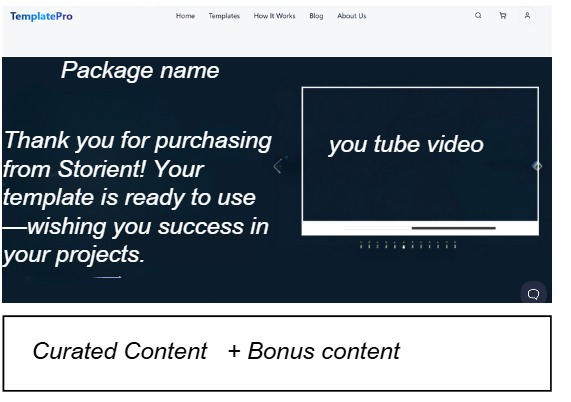 TemplatePro
Home Templates How It Works Blog About Us
Package name
Thank you for purchasing
from Storient! Your
template is ready to use
—wishing you success in
your projects.
you tube video
Curated Content + Bonus content